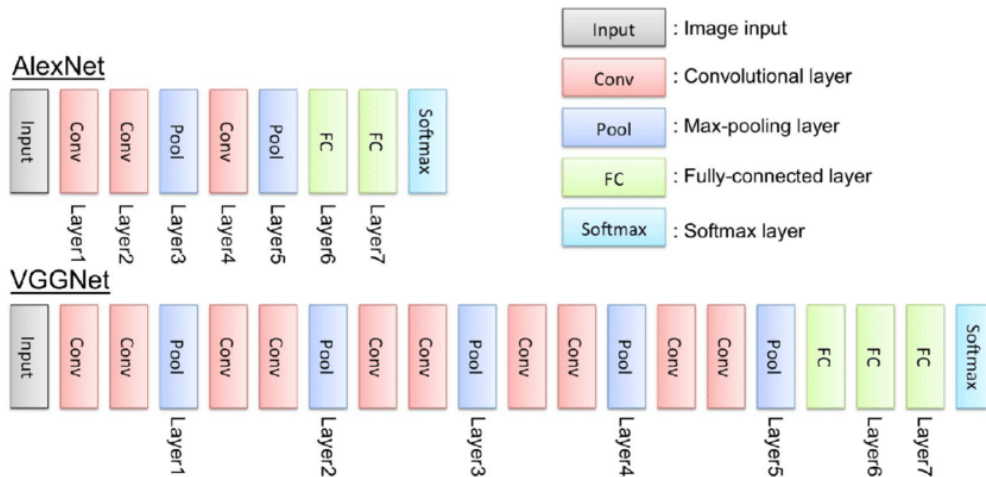 Input : Image input
AlexNet
Conv : Convolutional layer
Input Conv Conv Pool Conv Pool FC FC Softmax
Pool : Max-pooling layer
FC : Fully-connected layer
Layer1 Layer2 Layer3 Layer4 Layer5 Layer6 Layer7
Softmax : Softmax layer
VGGNet
Input Conv Conv Pool Conv Conv Pool Conv Conv Pool Conv Conv Pool Conv Conv Pool FC FC FC Softmax
Layer1 Layer2 Layer3 Layer4 Layer5 Layer6 Layer7